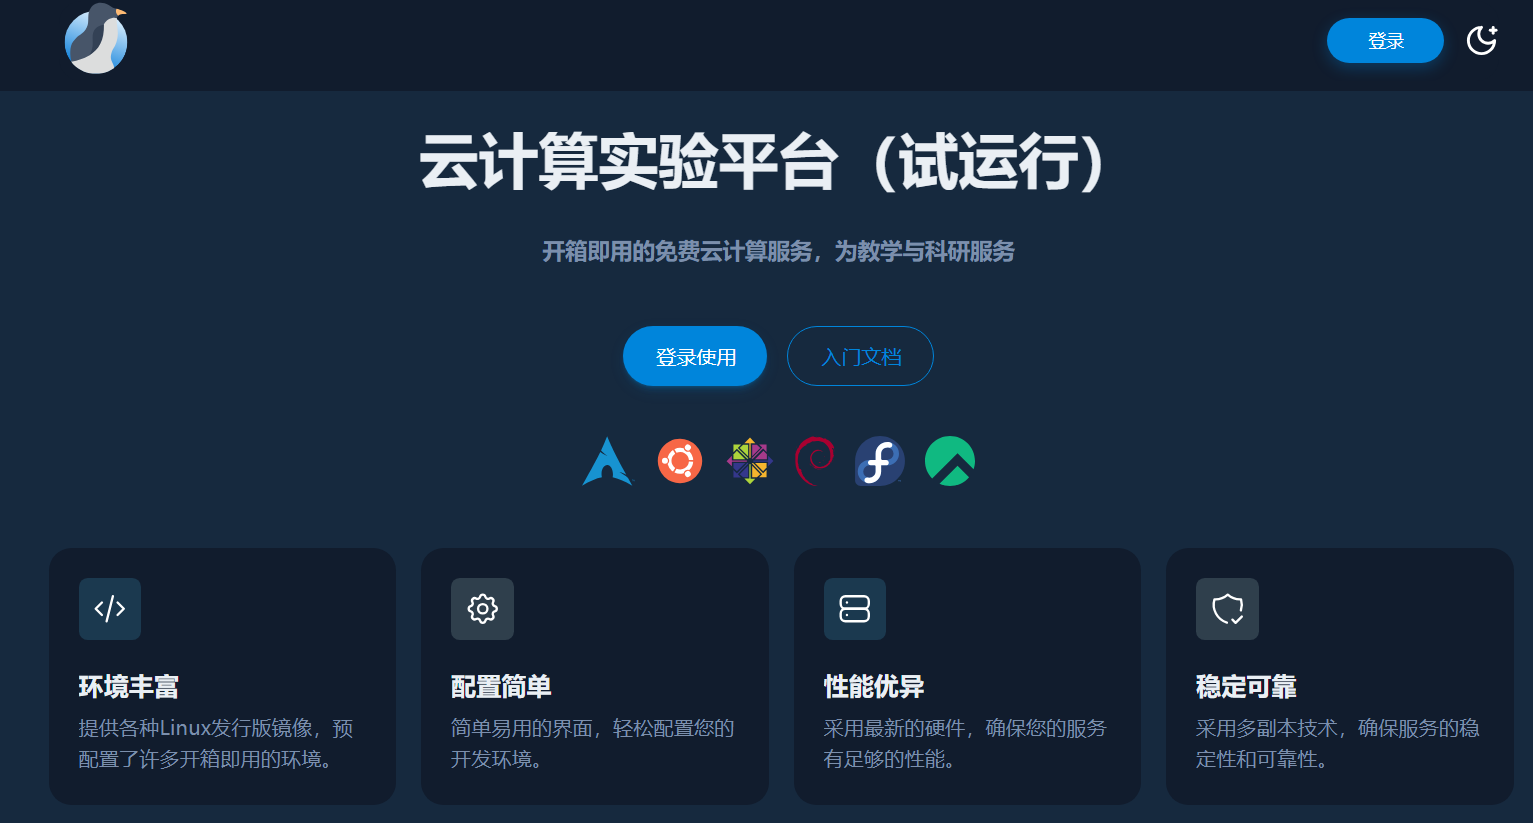 登录
云计算实验平台（试运行）
开箱即用的免费云计算服务，为教学与科研服务
登录使用
入门文档
环境丰富
提供各种Linux发行版镜像，预
配置了许多开箱即用的环境。
配置简单
简单易用的界面，轻松配置您的
开发环境。
性能优异
采用最新的硬件，确保您的服务
有足够的性能。
稳定可靠
采用多副本技术，确保服务的稳
定性和可靠性。